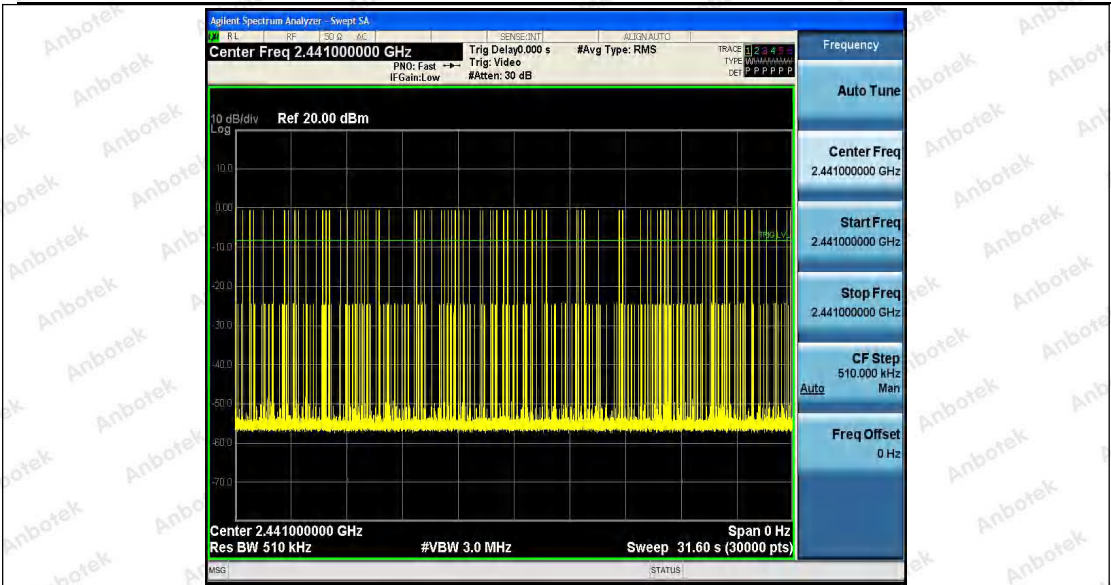 Agilent Spectrum Analyzer - Swept SA
RL RF 50 Ω AC SENSE:INT ALIGNAUTO
Center Freq 2.441000000 GHz
PNO: Fast
IFGain:Low
Trig Delay0.000 s
Trig: Video
#Atten: 30 dB
#Avg Type: RMS
TRACE 1 2 3 4 5 6
TYPE
DET P P P P P P
10 dB/div Ref 20.00 dBm
Log
10.0
0.00
-10.0
-20.0
-30.0
-40.0
-50.0
-60.0
-70.0
Center 2.441000000 GHz
Span 0 Hz
Res BW 510 kHz
#VBW 3.0 MHz
Sweep 31.60 s (30000 pts)
MSG
STATUS
Frequency
Auto Tune
Center Freq
2.441000000 GHz
Start Freq
2.441000000 GHz
Stop Freq
2.441000000 GHz
CF Step
510.000 kHz
Auto Man
Freq Offset
0 Hz
Anbotek